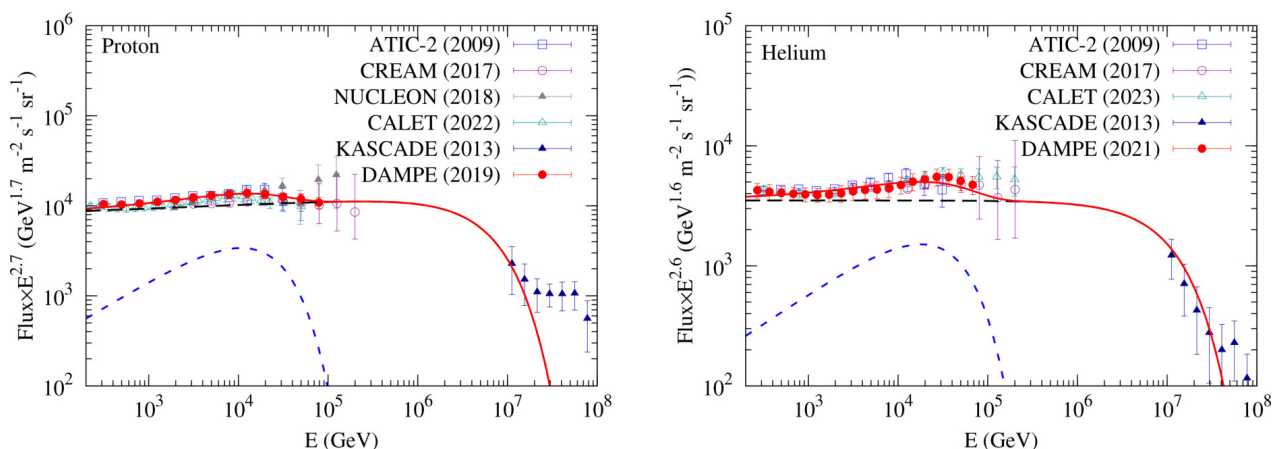 Flux×E^2.7 (GeV^1.7 m^-2 s^-1 sr^-1)
10^6
10^5
10^4
10^3
10^2
Proton
ATIC-2 (2009)
CREAM (2017)
NUCLEON (2018)
CALET (2022)
KASCADE (2013)
DAMPE (2019)
10^3 10^4 10^5 10^6 10^7 10^8
E (GeV)
Flux×E^2.6 (GeV^1.6 m^-2 s^-1 sr^-1))
10^5
10^4
10^3
10^2
Helium
ATIC-2 (2009)
CREAM (2017)
CALET (2023)
KASCADE (2013)
DAMPE (2021)
10^3 10^4 10^5 10^6 10^7 10^8
E (GeV)